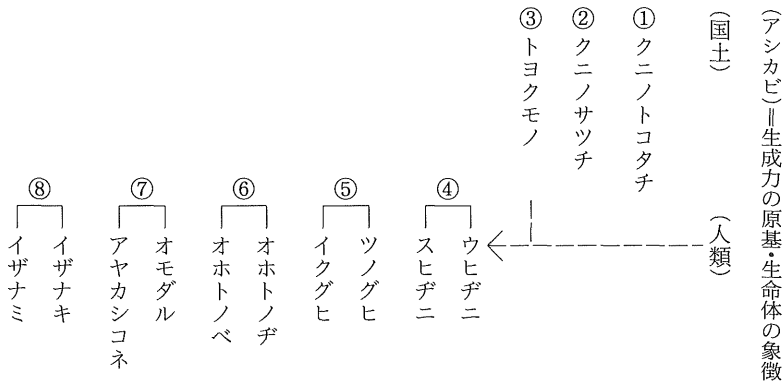 (アシカビ)=生成力の原基・生命体の象徴
(国土)
(人類)
①クニノトコタチ
②クニノサツチ
③トヨクモノ
④
ウヒヂニ
スヒヂニ
⑤
ツノグヒ
イクグヒ
⑥
オホトノヂ
オホトノベ
⑦
オモダル
アヤカシコネ
⑧
イザナキ
イザナミ